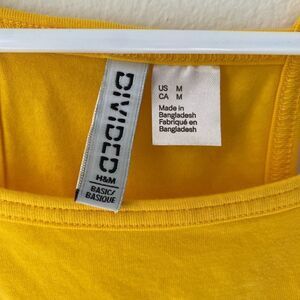 DIVIDED
H&M
BASIC/
BASIQUE
US M
CA M
Made in
Bangladesh
Fabriqué en
Bangladesh